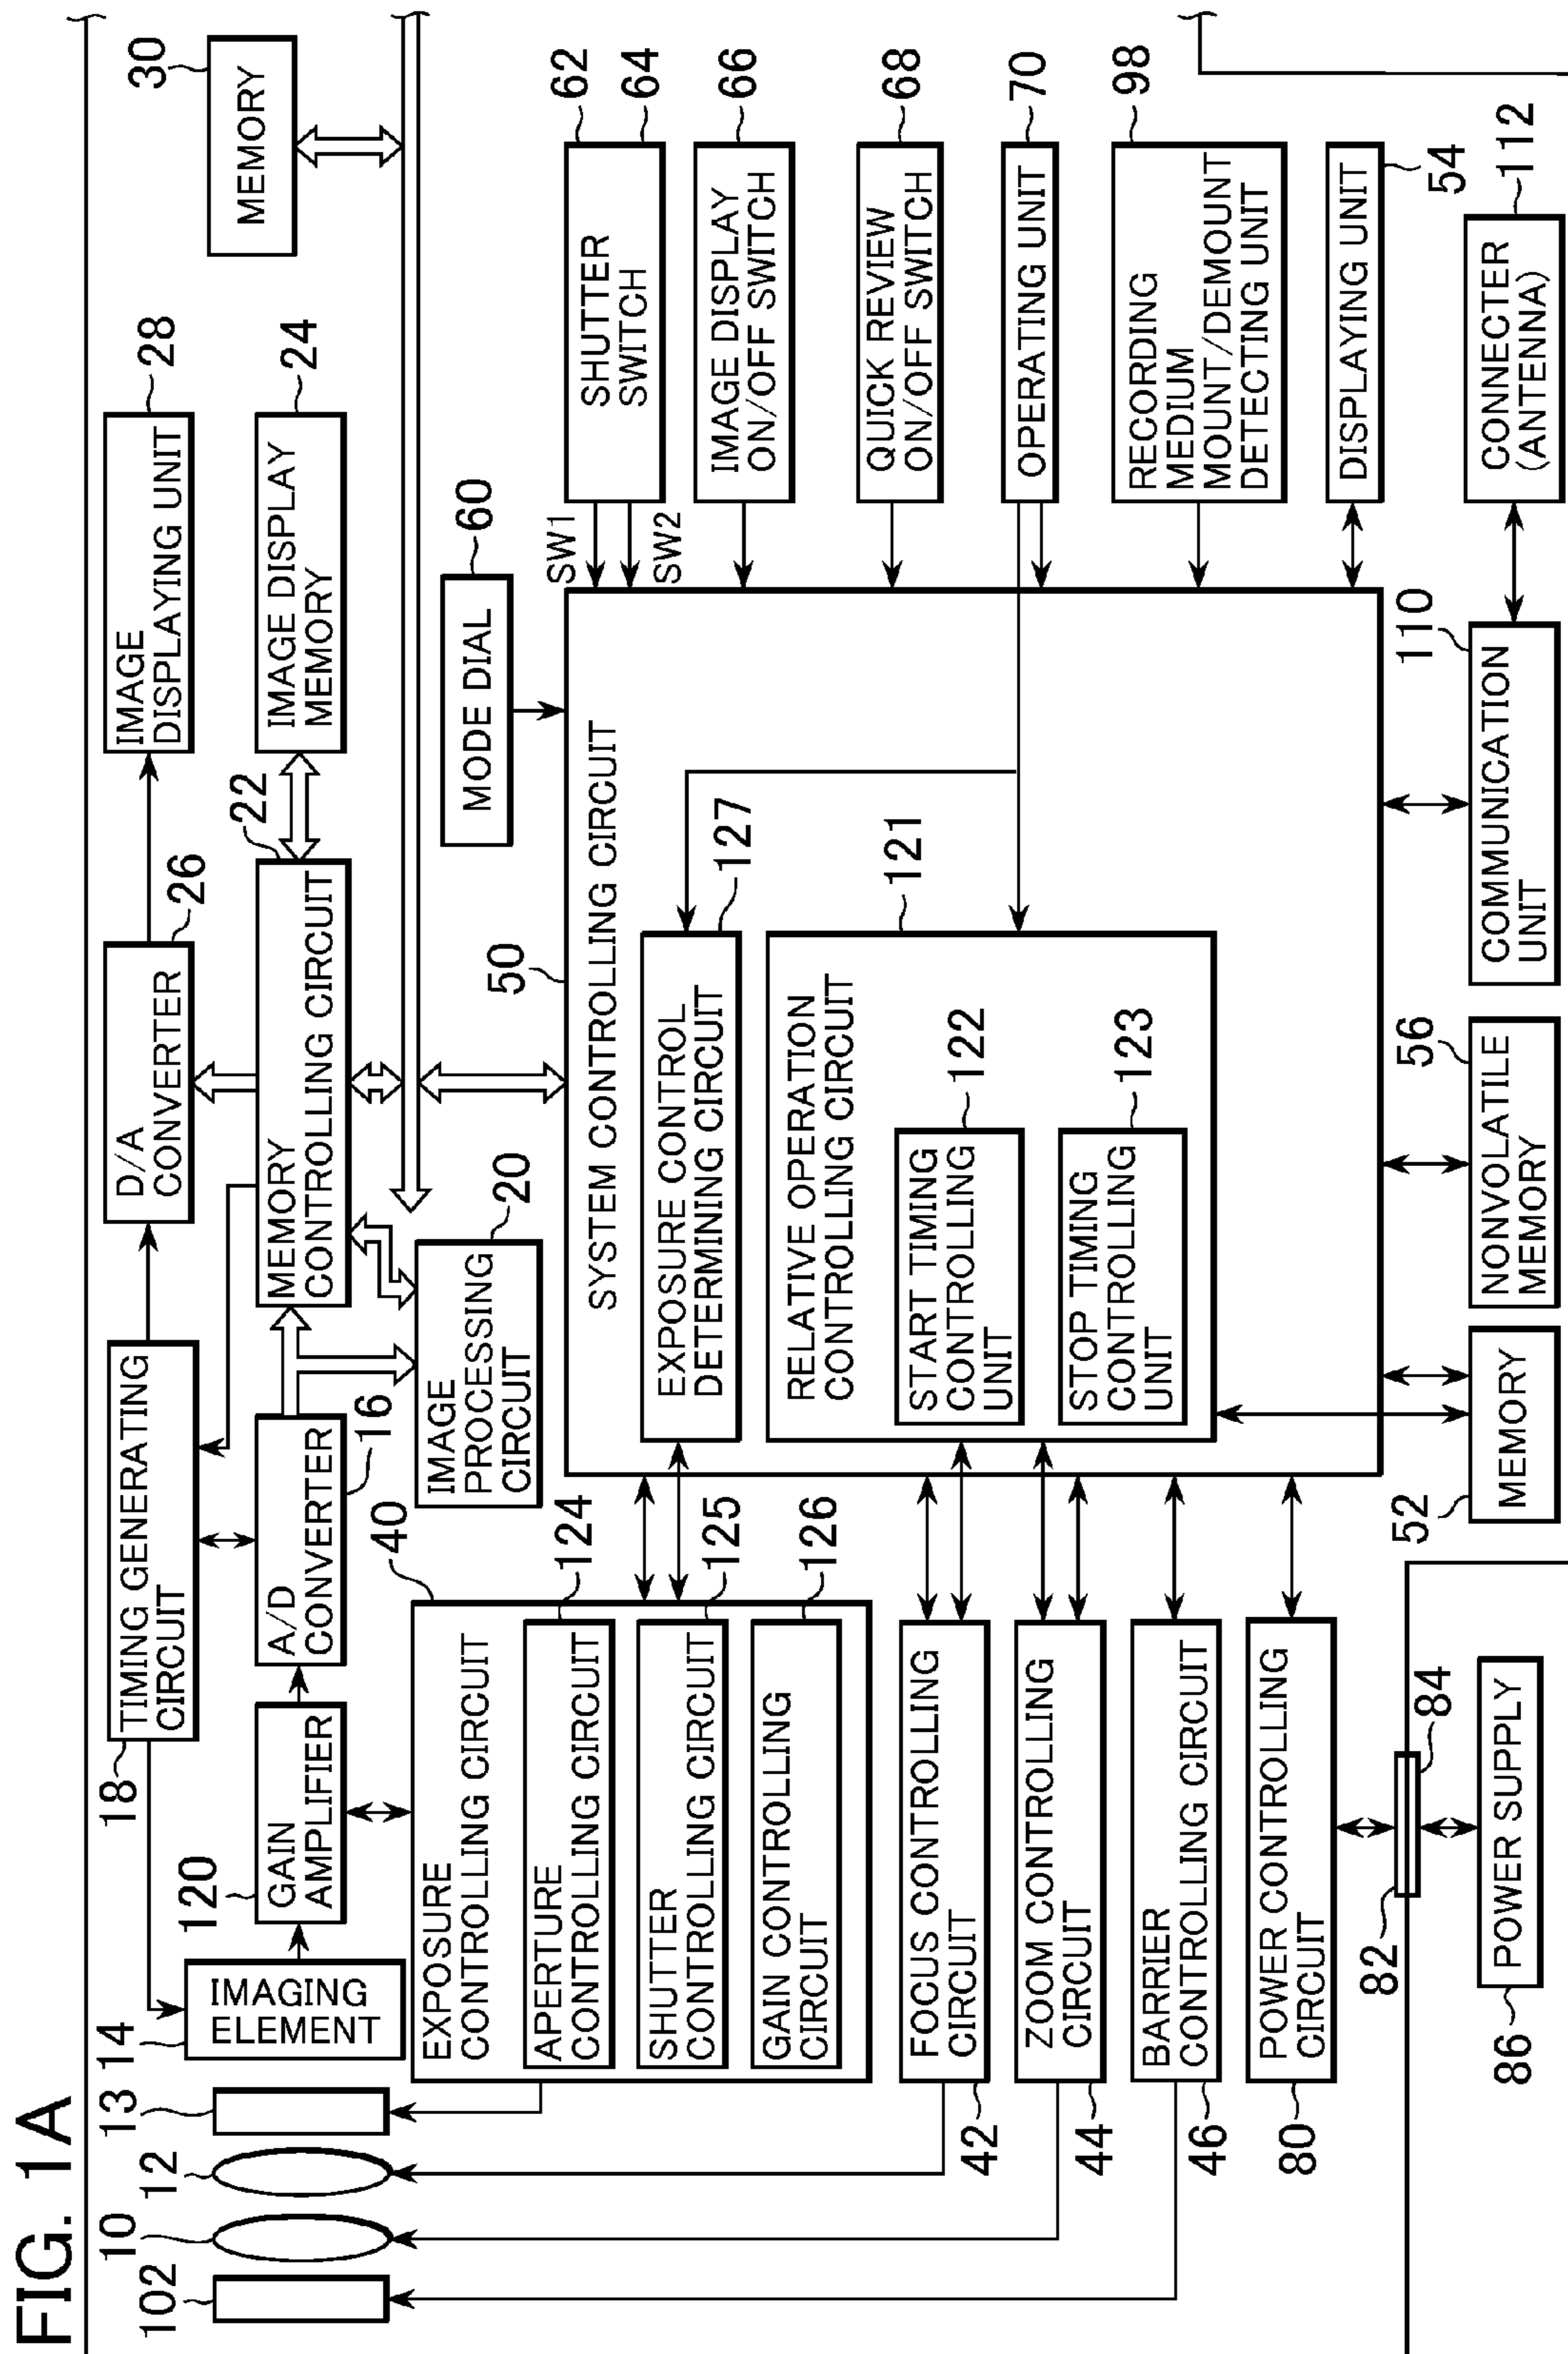 FIG. 1A
102
10
12
13
14
IMAGING
ELEMENT
120
GAIN
AMPLIFIER
18
TIMING GENERATING
CIRCUIT
A/D
CONVERTER
16
D/A
CONVERTER
26
IMAGE
DISPLAYING UNIT
28
MEMORY
CONTROLLING CIRCUIT
22
IMAGE DISPLAY
MEMORY
24
MEMORY
30
IMAGE
PROCESSING
CIRCUIT
20
40
EXPOSURE
CONTROLLING CIRCUIT
APERTURE
CONTROLLING CIRCUIT
124
SHUTTER
CONTROLLING CIRCUIT
125
GAIN CONTROLLING
CIRCUIT
126
FOCUS CONTROLLING
CIRCUIT
42
ZOOM CONTROLLING
CIRCUIT
44
BARRIER
CONTROLLING CIRCUIT
46
POWER CONTROLLING
CIRCUIT
80
82
84
POWER SUPPLY
86
50
SYSTEM CONTROLLING CIRCUIT
EXPOSURE CONTROL
DETERMINING CIRCUIT
127
RELATIVE OPERATION
CONTROLLING CIRCUIT
121
START TIMING
CONTROLLING
UNIT
122
STOP TIMING
CONTROLLING
UNIT
123
MODE DIAL
60
SW1
SW2
SHUTTER
SWITCH
62
64
IMAGE DISPLAY
ON/OFF SWITCH
66
QUICK REVIEW
ON/OFF SWITCH
68
OPERATING UNIT
70
RECORDING
MEDIUM
MOUNT/DEMOUNT
DETECTING UNIT
98
DISPLAYING UNIT
54
52
MEMORY
NONVOLATILE
MEMORY
56
COMMUNICATION
UNIT
110
CONNECTER
(ANTENNA)
112